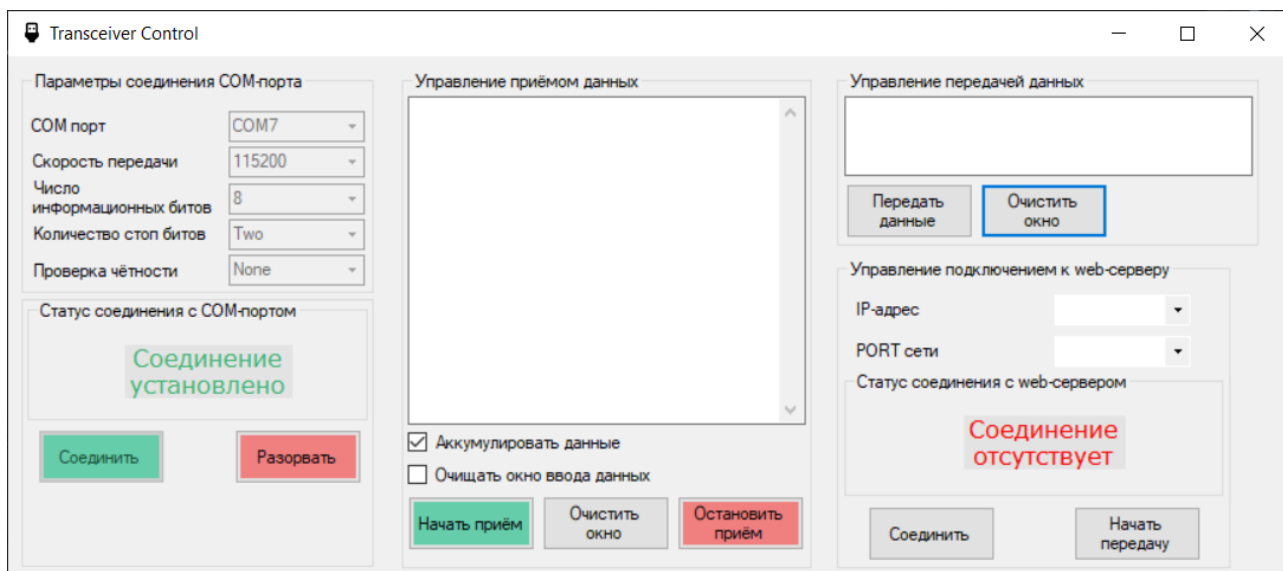 Transceiver Control
Параметры соединения COM-порта
COM порт
COM7
Скорость передачи
115200
Число
информационных битов
8
Количество стоп битов
Two
Проверка чётности
None
Статус соединения с COM-портом
Соединение
установлено
Соединить
Разорвать
Управление приёмом данных
Аккумулировать данные
Очищать окно ввода данных
Начать приём
Очистить
окно
Остановить
приём
Управление передачей данных
Передать
данные
Очистить
окно
Управление подключением к web-серверу
IP-адрес
PORT сети
Статус соединения с web-сервером
Соединение
отсутствует
Соединить
Начать
передачу